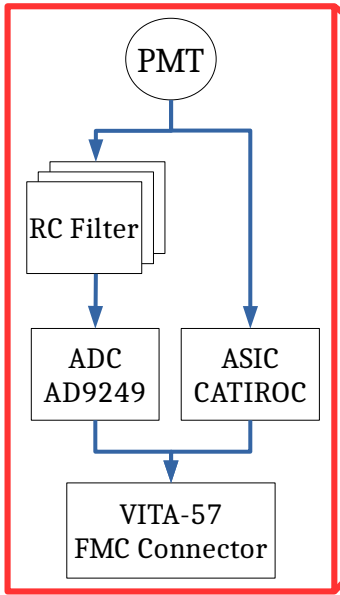 PMT
RC Filter
ADC
AD9249
ASIC
CATIROC
VITA-57
FMC Connector